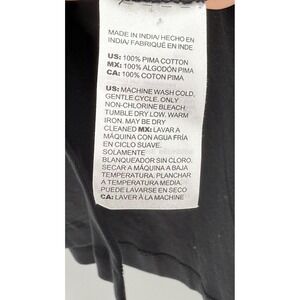 MADE IN INDIA/ HECHO EN
INDIA/ FABRIQUÉ EN INDE
US: 100% PIMA COTTON
MX: 100% ALGODÓN PIMA
CA: 100% COTON PIMA
US: MACHINE WASH COLD,
GENTLE CYCLE. ONLY
NON-CHLORINE BLEACH.
TUMBLE DRY LOW. WARM
IRON. MAY BE DRY
CLEANED MX: LAVAR A
MÁQUINA CON AGUA FRÍA
EN CICLO SUAVE.
SOLAMENTE
BLANQUEADOR SIN CLORO.
SECAR A MÁQUINA A BAJA
TEMPERATURA. PLANCHAR
A TEMPERATURA MEDIA.
PUEDE LAVARSE EN SECO
CA: LAVER À LA MACHINE